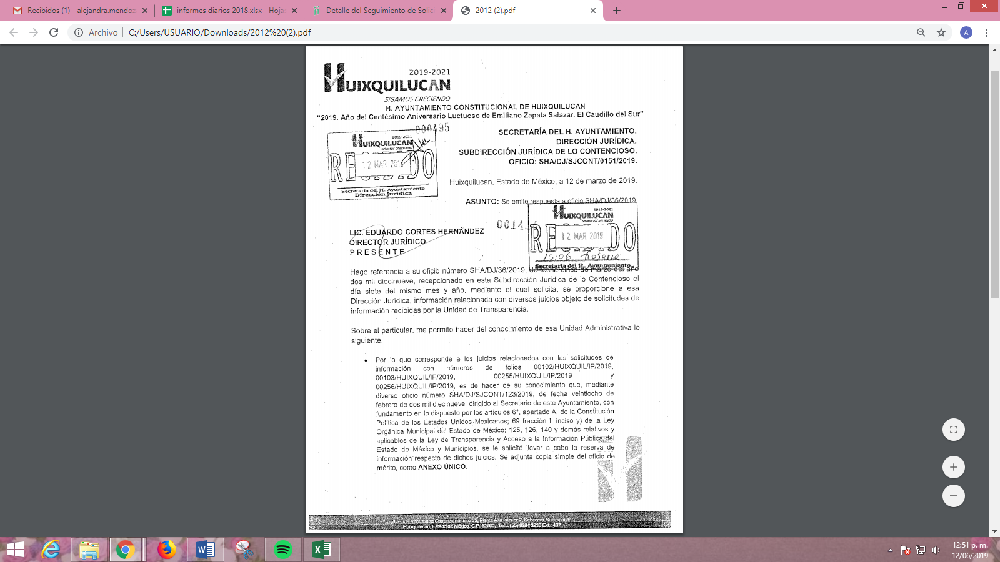 Recibidos (1) - alejandra.mendoz
informes diarios 2018.xlsx - Hoja
Detalle del Seguimiento de Solic
2012 (2).pdf
Archivo
C:/Users/USUARIO/Downloads/2012%20(2).pdf
A
2019-2021
HUIXQUILUCAN
SIGAMOS CRECIENDO
H. AYUNTAMIENTO CONSTITUCIONAL DE HUIXQUILUCAN
“2019. Año del Centésimo Aniversario Luctuoso de Emiliano Zapata Salazar. El Caudillo del Sur”
000495
2019-2021
HUIXQUILUCAN
SIGAMOS CRECIENDO
RECIBIDO
12 MAR 2019
Secretaría del H. Ayuntamiento
Dirección Jurídica
SECRETARÍA DEL H. AYUNTAMIENTO.
DIRECCIÓN JURÍDICA.
SUBDIRECCIÓN JURÍDICA DE LO CONTENCIOSO.
OFICIO: SHA/DJ/SJCONT/0151/2019.
Huixquilucan, Estado de México, a 12 de marzo de 2019.
ASUNTO: Se emite respuesta a oficio SHA/DJ/36/2019.
0014
2019-2021
HUIXQUILUCAN
SIGAMOS CRECIENDO
RECIBIDO
12 MAR 2019
15:06 Rosario
Secretaría del H. Ayuntamiento
LIC. EDUARDO CORTES HERNÁNDEZ
DIRECTOR JURÍDICO
P R E S E N T E
Hago referencia a su oficio número SHA/DJ/36/2019, de fecha cinco de marzo del año
dos mil diecinueve, recepcionado en esta Subdirección Jurídica de lo Contencioso el
día siete del mismo mes y año, mediante el cual solicita, se proporcione a esa
Dirección Jurídica, información relacionada con diversos juicios objeto de solicitudes de
información recibidas por la Unidad de Transparencia.
Sobre el particular, me permito hacer del conocimiento de esa Unidad Administrativa lo
siguiente.
• Por lo que corresponde a los juicios relacionados con las solicitudes de
información con números de folios 00102/HUIXQUIL/IP/2019,
00103/HUIXQUIL/IP/2019, 00255/HUIXQUIL/IP/2019 y
00256/HUIXQUIL/IP/2019, es de hacer de su conocimiento que, mediante
diverso oficio número SHA/DJ/SJCONT/123/2019, de fecha veintiocho de
febrero de dos mil diecinueve, dirigido al Secretario de este Ayuntamiento, con
fundamento en lo dispuesto por los artículos 6°, apartado A, de la Constitución
Política de los Estados Unidos Mexicanos; 69 fracción I, inciso y) de la Ley
Orgánica Municipal del Estado de México; 125, 126, 140 y demás relativos y
aplicables de la Ley de Transparencia y Acceso a la Información Pública del
Estado de México y Municipios, se le solicitó llevar a cabo la reserva de
información respecto de dichos juicios. Se adjunta copia simple del oficio de
mérito, como ANEXO ÚNICO.
Avenida Venustiano Carranza número 35, Planta Alta Interior 2, Cabecera Municipal de
Huixquilucan, Estado de México, C.P. 52760, Tel.: (55) 8284 2230 Ext.: 407
12:51 p. m.
12/06/2019